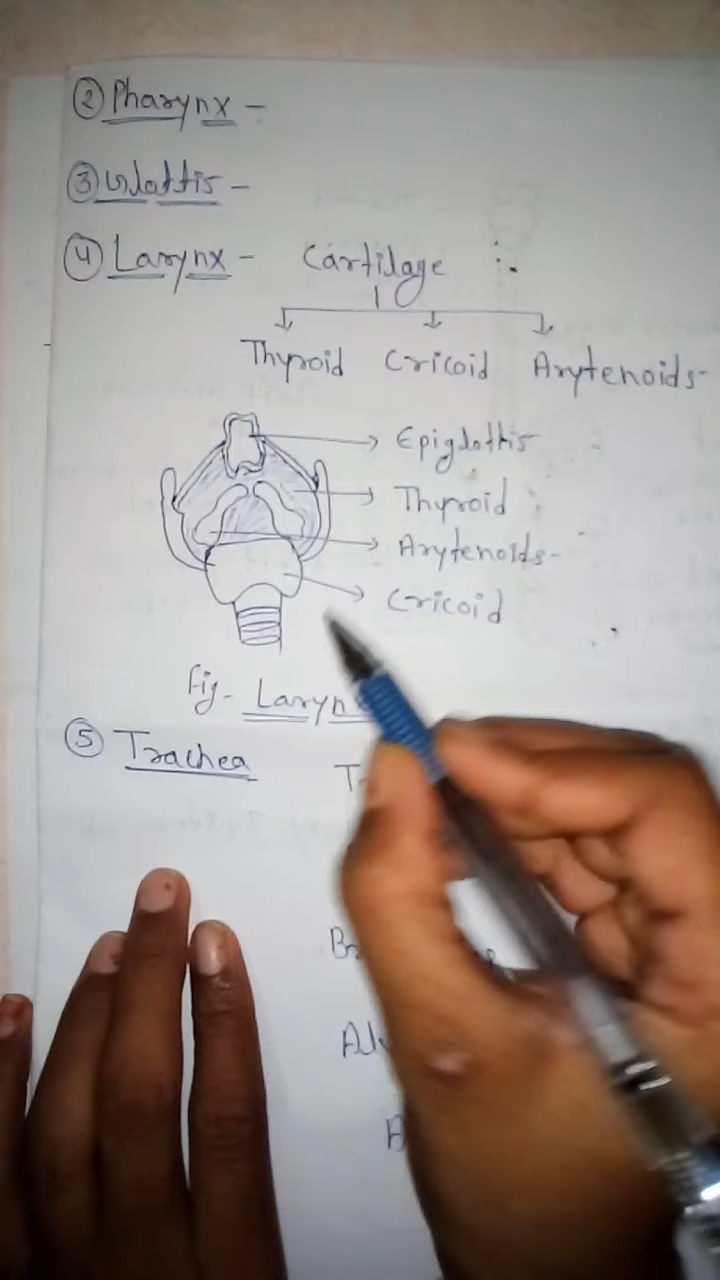 ② Pharynx -
③ Glottis -
④ Larynx - Cartilage
Thyroid Cricoid Arytenoids-
Epiglottis
Thyroid
Arytenoids-
Cricoid
fig- Laryn
⑤ Trachea